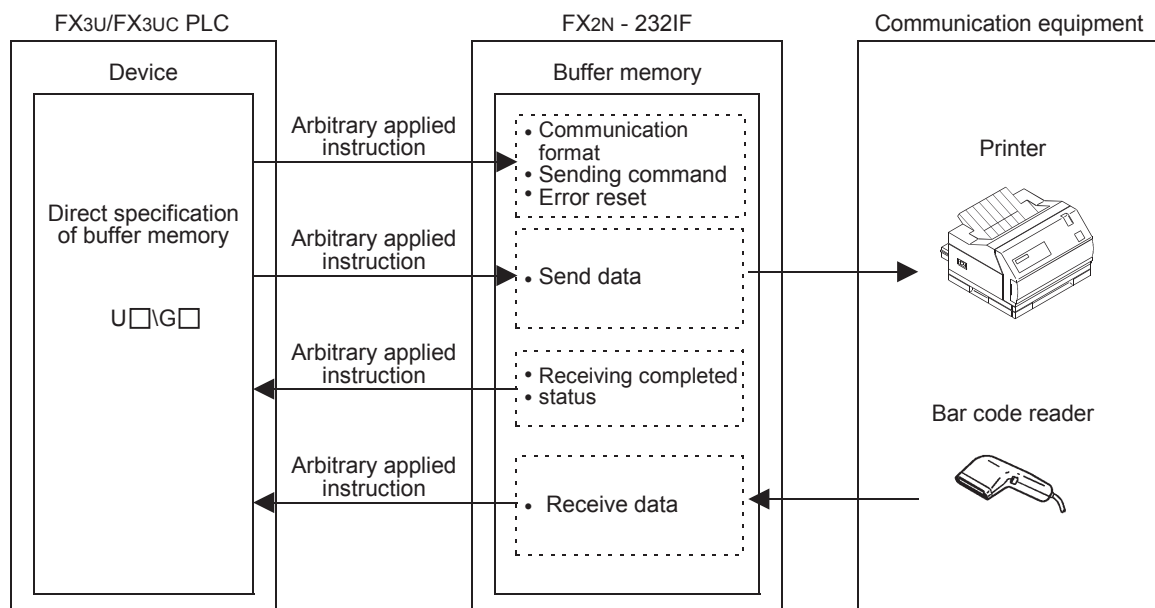 FX3U/FX3UC PLC
FX2N - 232IF
Communication equipment
Device
Buffer memory
Arbitrary applied
instruction
• Communication
format
• Sending command
• Error reset
Printer
Direct specification
of buffer memory
Arbitrary applied
instruction
• Send data
U□\G□
Arbitrary applied
instruction
• Receiving completed
• status
Bar code reader
Arbitrary applied
instruction
• Receive data